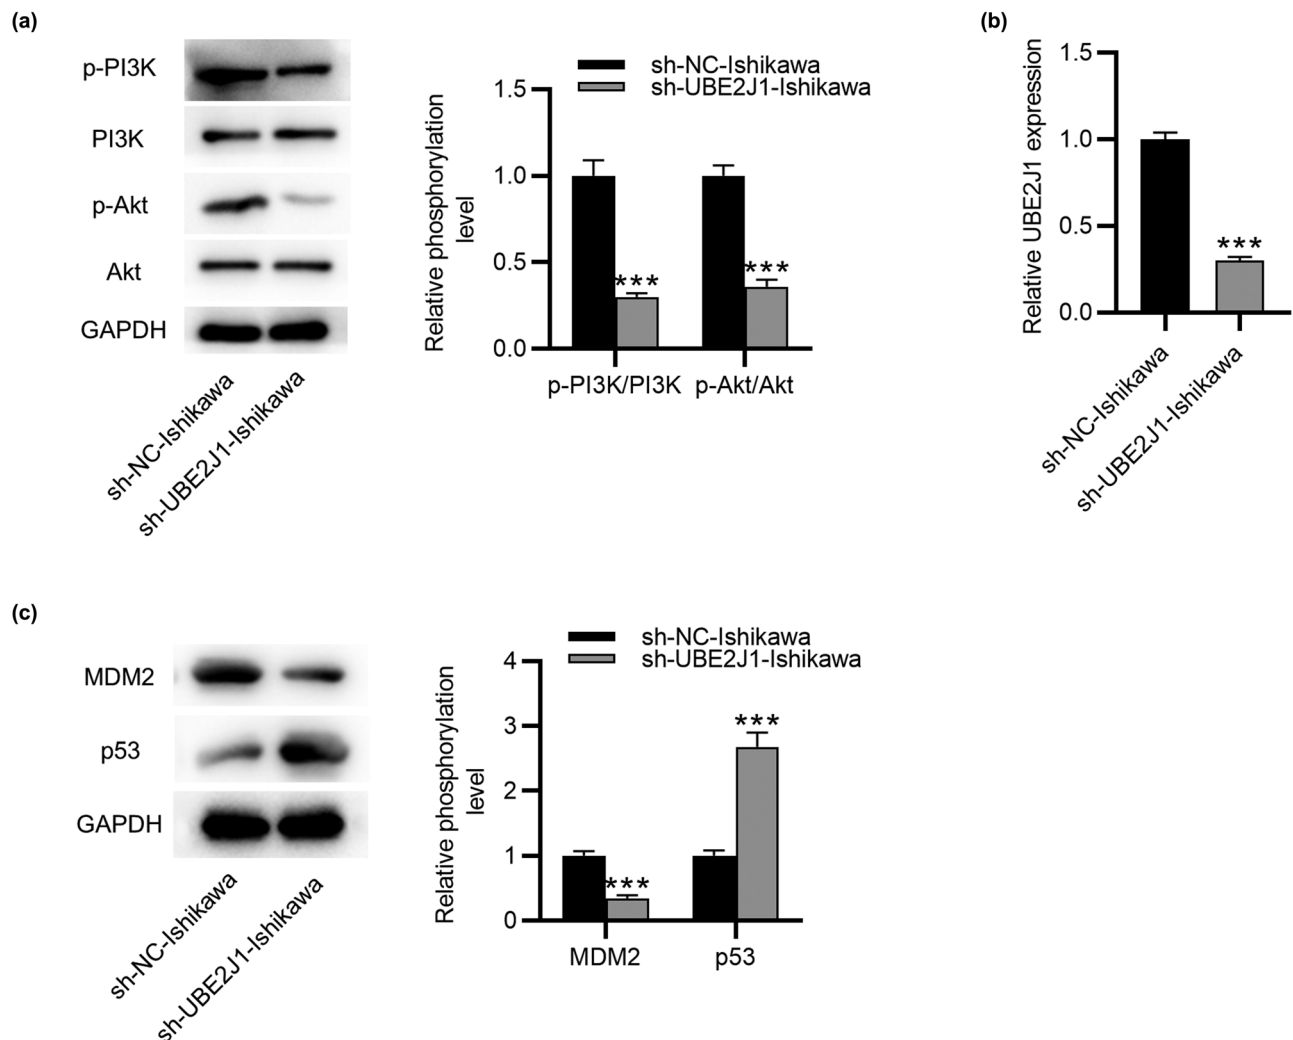 (a)
p-PI3K
PI3K
p-Akt
Akt
GAPDH
sh-NC-Ishikawa
sh-UBE2J1-Ishikawa
sh-NC-Ishikawa
sh-UBE2J1-Ishikawa
Relative phosphorylation
level
1.5
1.0
0.5
0.0
***
***
p-PI3K/PI3K
p-Akt/Akt
(b)
Relative UBE2J1 expression
1.5
1.0
0.5
0.0
***
sh-NC-Ishikawa
sh-UBE2J1-Ishikawa
(c)
MDM2
p53
GAPDH
sh-NC-Ishikawa
sh-UBE2J1-Ishikawa
sh-NC-Ishikawa
sh-UBE2J1-Ishikawa
Relative phosphorylation
level
4
3
2
1
0
***
***
MDM2
p53